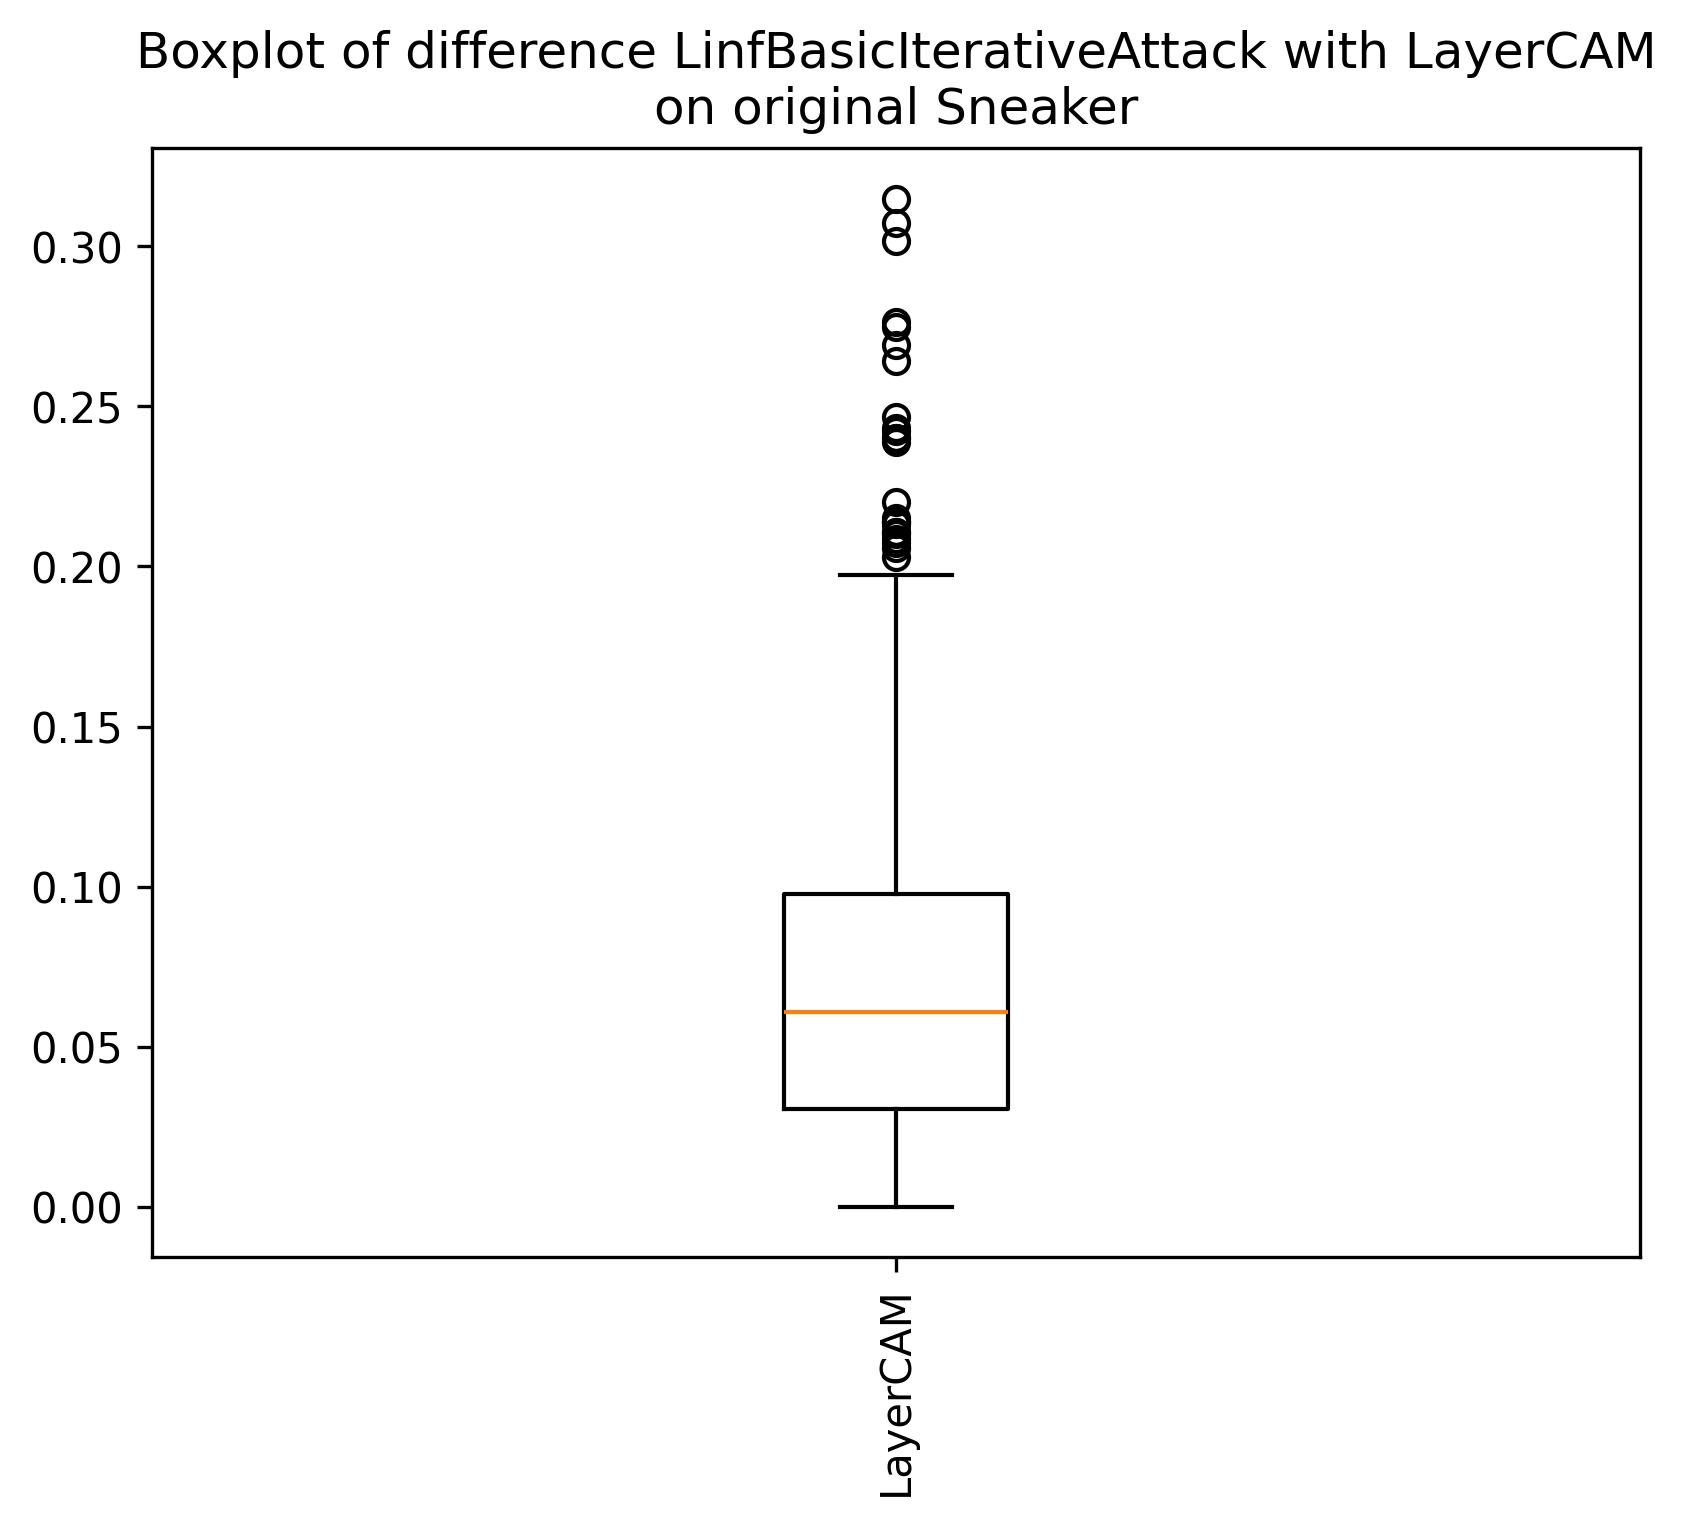 Boxplot of difference LinfBasicIterativeAttack with LayerCAM
on original Sneaker
0.30
0.25
0.20
0.15
0.10
0.05
0.00
LayerCAM